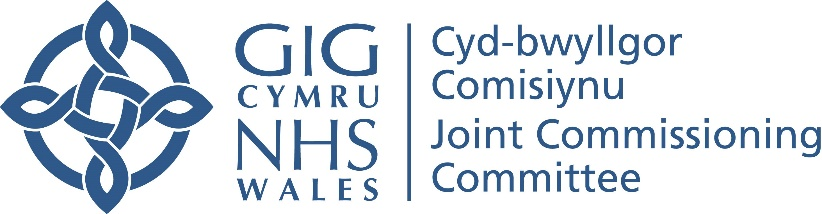 GIG
CYMRU
NHS
WALES
Cyd-bwyllgor
Comisiynu
Joint Commissioning
Committee